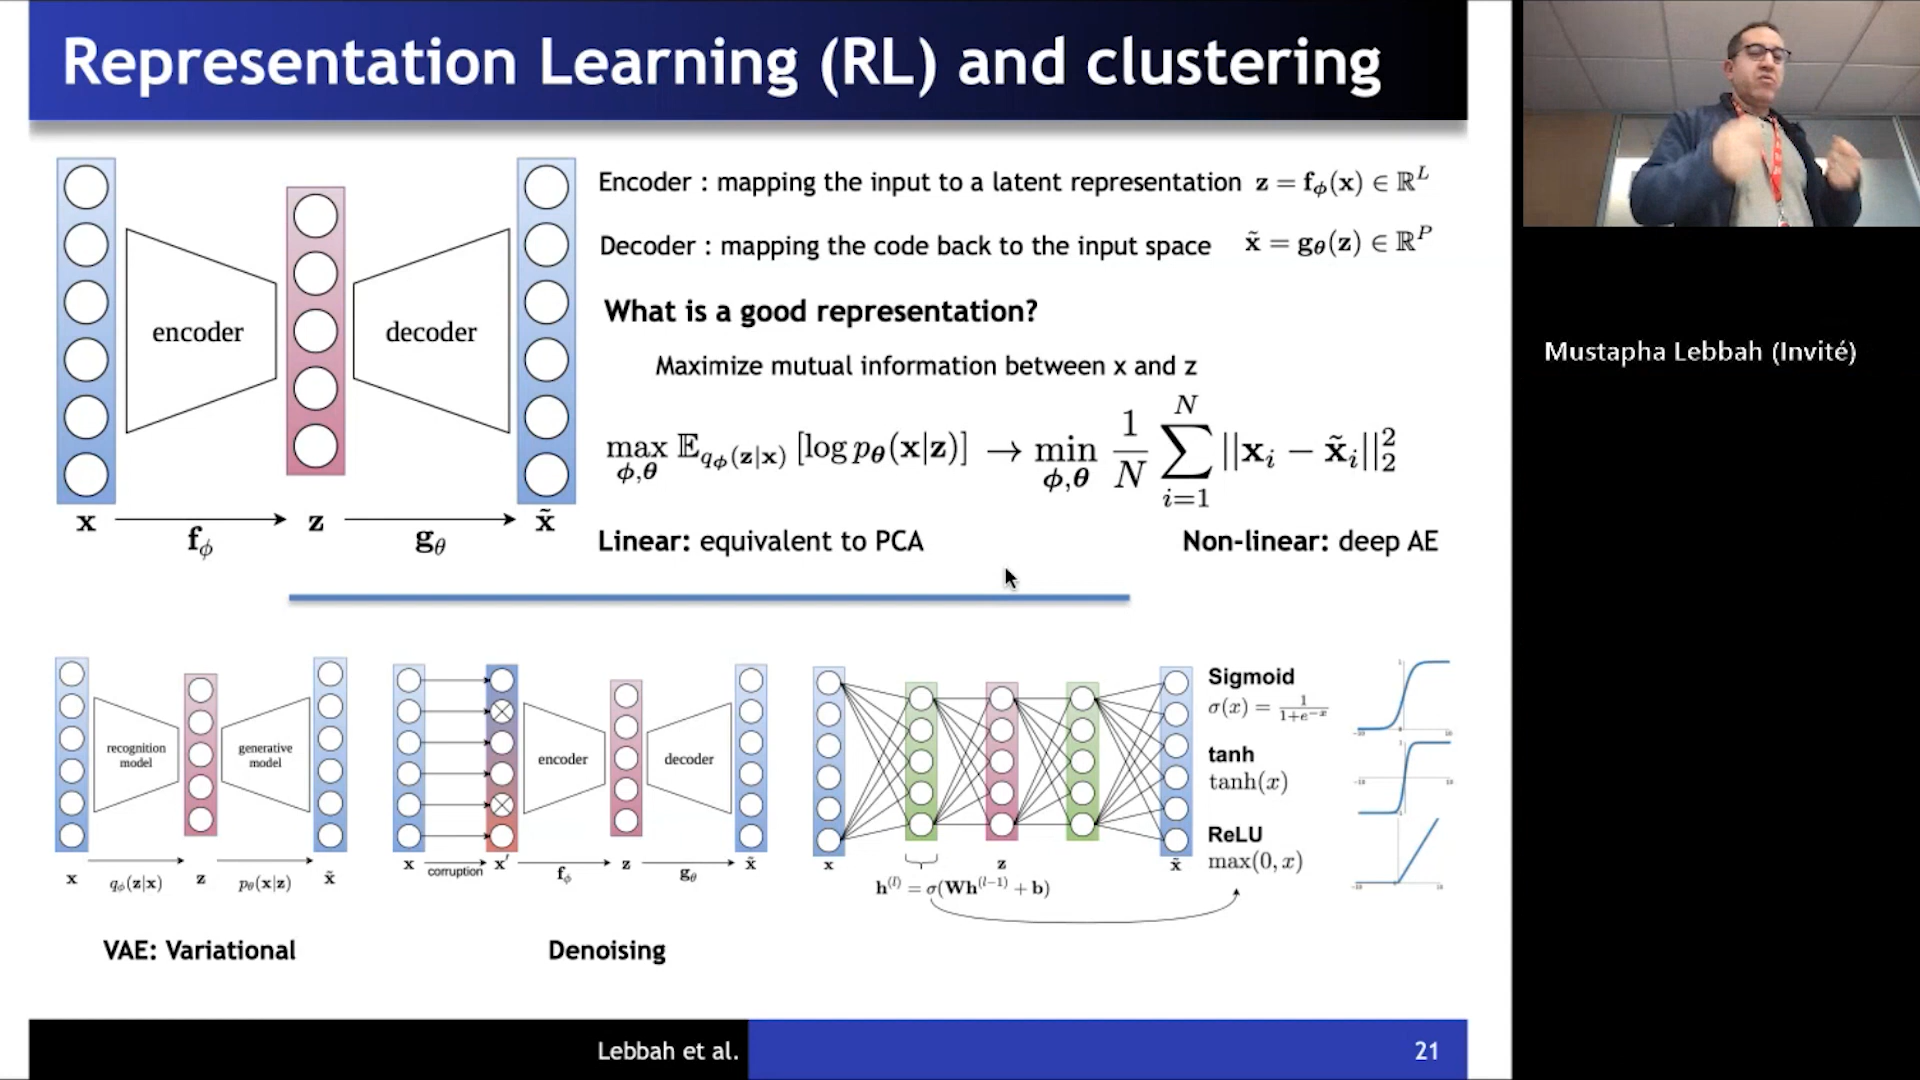 Representation Learning (RL) and clustering
encoder
decoder
x
z
x̃
f_ϕ
g_θ
Encoder : mapping the input to a latent representation z = f_ϕ(x) ∈ ℝ^L
Decoder : mapping the code back to the input space x̃ = g_θ(z) ∈ ℝ^P
What is a good representation?
Maximize mutual information between x and z
max_{ϕ,θ} 𝔼_{q_ϕ(z|x)} [log p_θ(x|z)] → min_{ϕ,θ} 1/N ∑_{i=1}^{N} ||x_i − x̃_i||_2^2
Linear: equivalent to PCA
Non-linear: deep AE
recognition
model
generative
model
x
q_ϕ(z|x)
z
p_θ(x|z)
x̃
VAE: Variational
encoder
decoder
x
corruption
x′
f_ϕ
z
g_θ
x̃
Denoising
x
z
x̃
h^(l) = σ(Wh^(l−1) + b)
Sigmoid
σ(x) = 1/(1+e^−x)
tanh
tanh(x)
ReLU
max(0, x)
Lebbah et al.
21
Mustapha Lebbah (Invité)